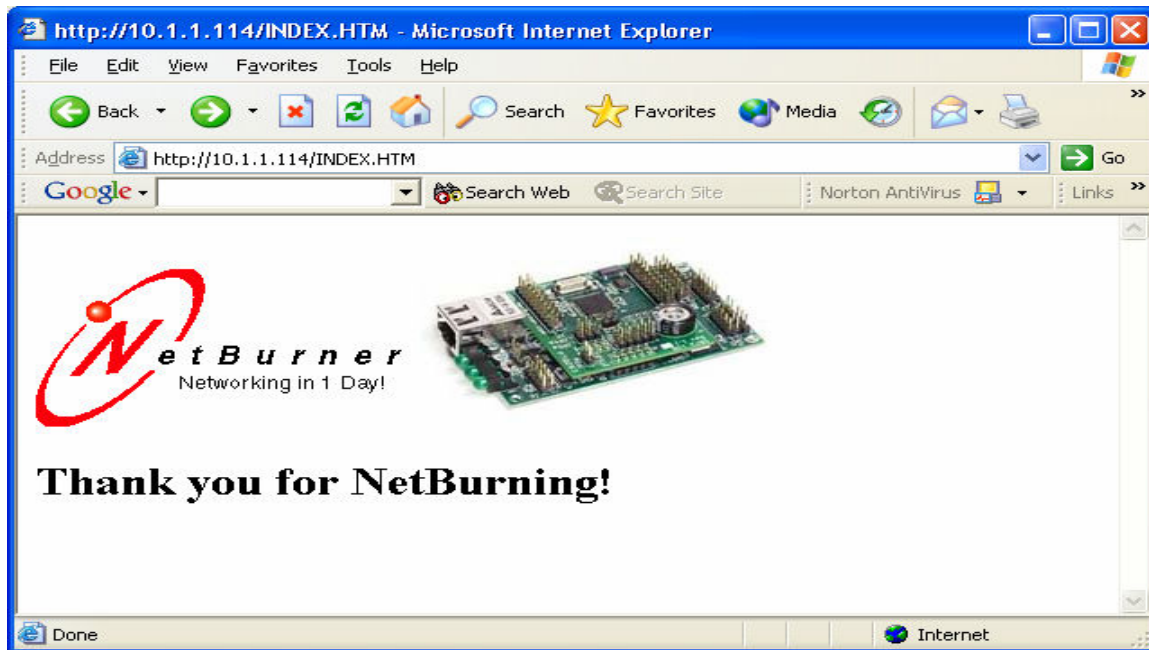 http://10.1.1.114/INDEX.HTM - Microsoft Internet Explorer
File Edit View Favorites Tools Help
Back Search Favorites Media
Address http://10.1.1.114/INDEX.HTM Go
Google Search Web Search Site Norton AntiVirus Links
NetBurner
Networking in 1 Day!
Thank you for NetBurning!
Done Internet